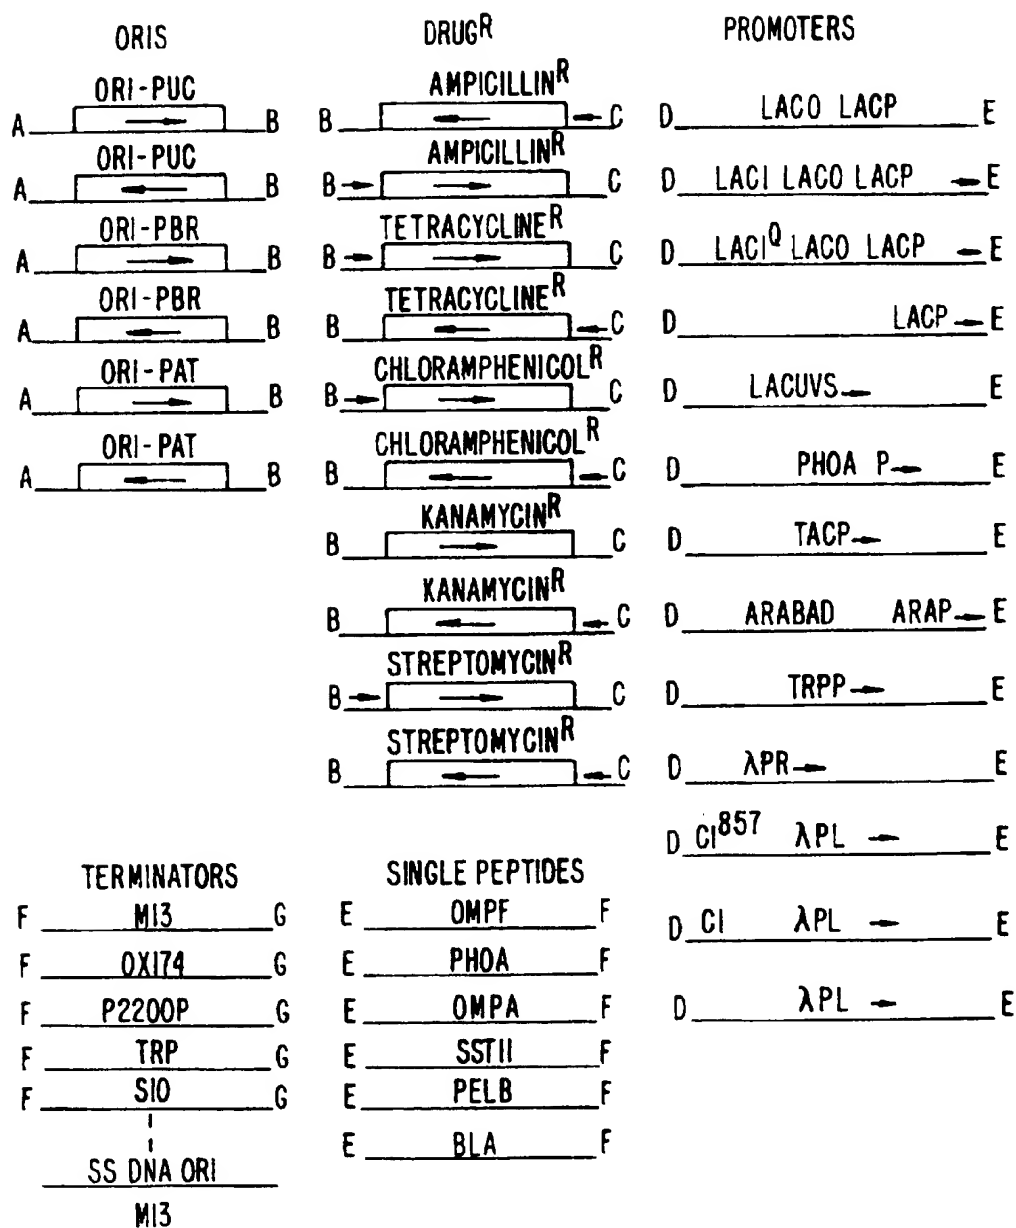 ORIS
ORI-PUC
A B
ORI-PUC
A B
ORI-PBR
A B
ORI-PBR
A B
ORI-PAT
A B
ORI-PAT
A B
DRUGR
AMPICILLINR
B C
AMPICILLINR
B C
TETRACYCLINER
B C
TETRACYCLINER
B C
CHLORAMPHENICOLR
B C
CHLORAMPHENICOLR
B C
KANAMYCINR
B C
KANAMYCINR
B C
STREPTOMYCINR
B C
STREPTOMYCINR
B C
PROMOTERS
D LACO LACP E
D LACI LACO LACP E
D LACIQ LACO LACP E
D LACP E
D LACUVS E
D PHOA P E
D TACP E
D ARABAD ARAP E
D TRPP E
D λPR E
D CI857 λPL E
D CI λPL E
D λPL E
TERMINATORS
F M13 G
F OX174 G
F P2200P G
F TRP G
F S10 G
SS DNA ORI
M13
SINGLE PEPTIDES
E OMPF F
E PHOA F
E OMPA F
E SSTII F
E PELB F
E BLA F